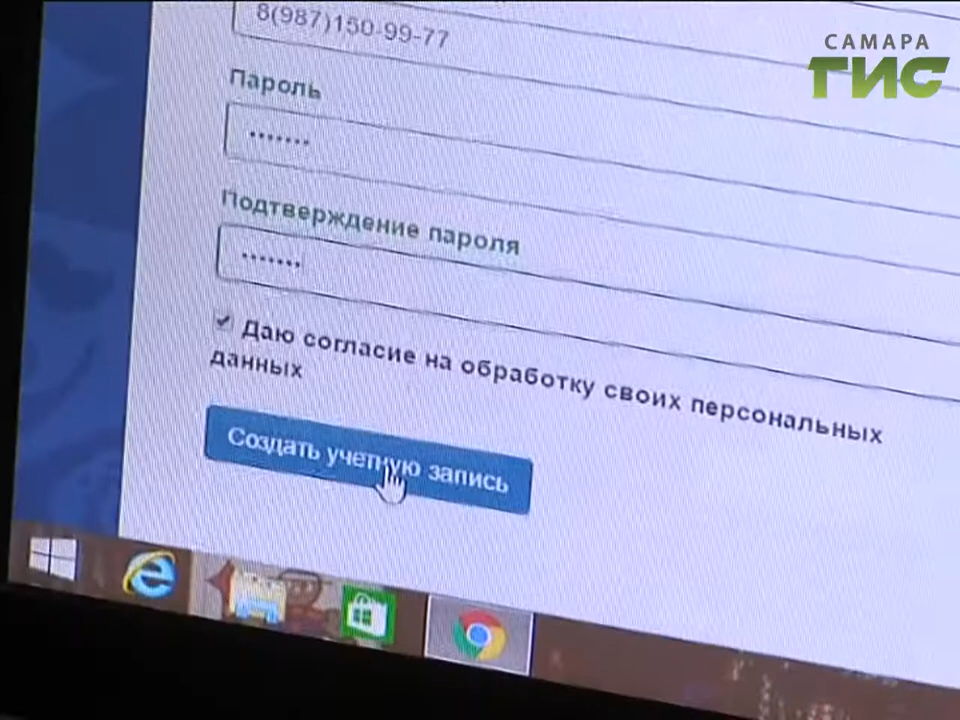 8(987)150-99-77
САМАРА
ГИС
Пароль
Подтверждение пароля
Даю согласие на обработку своих персональных
данных
Создать учетную запись